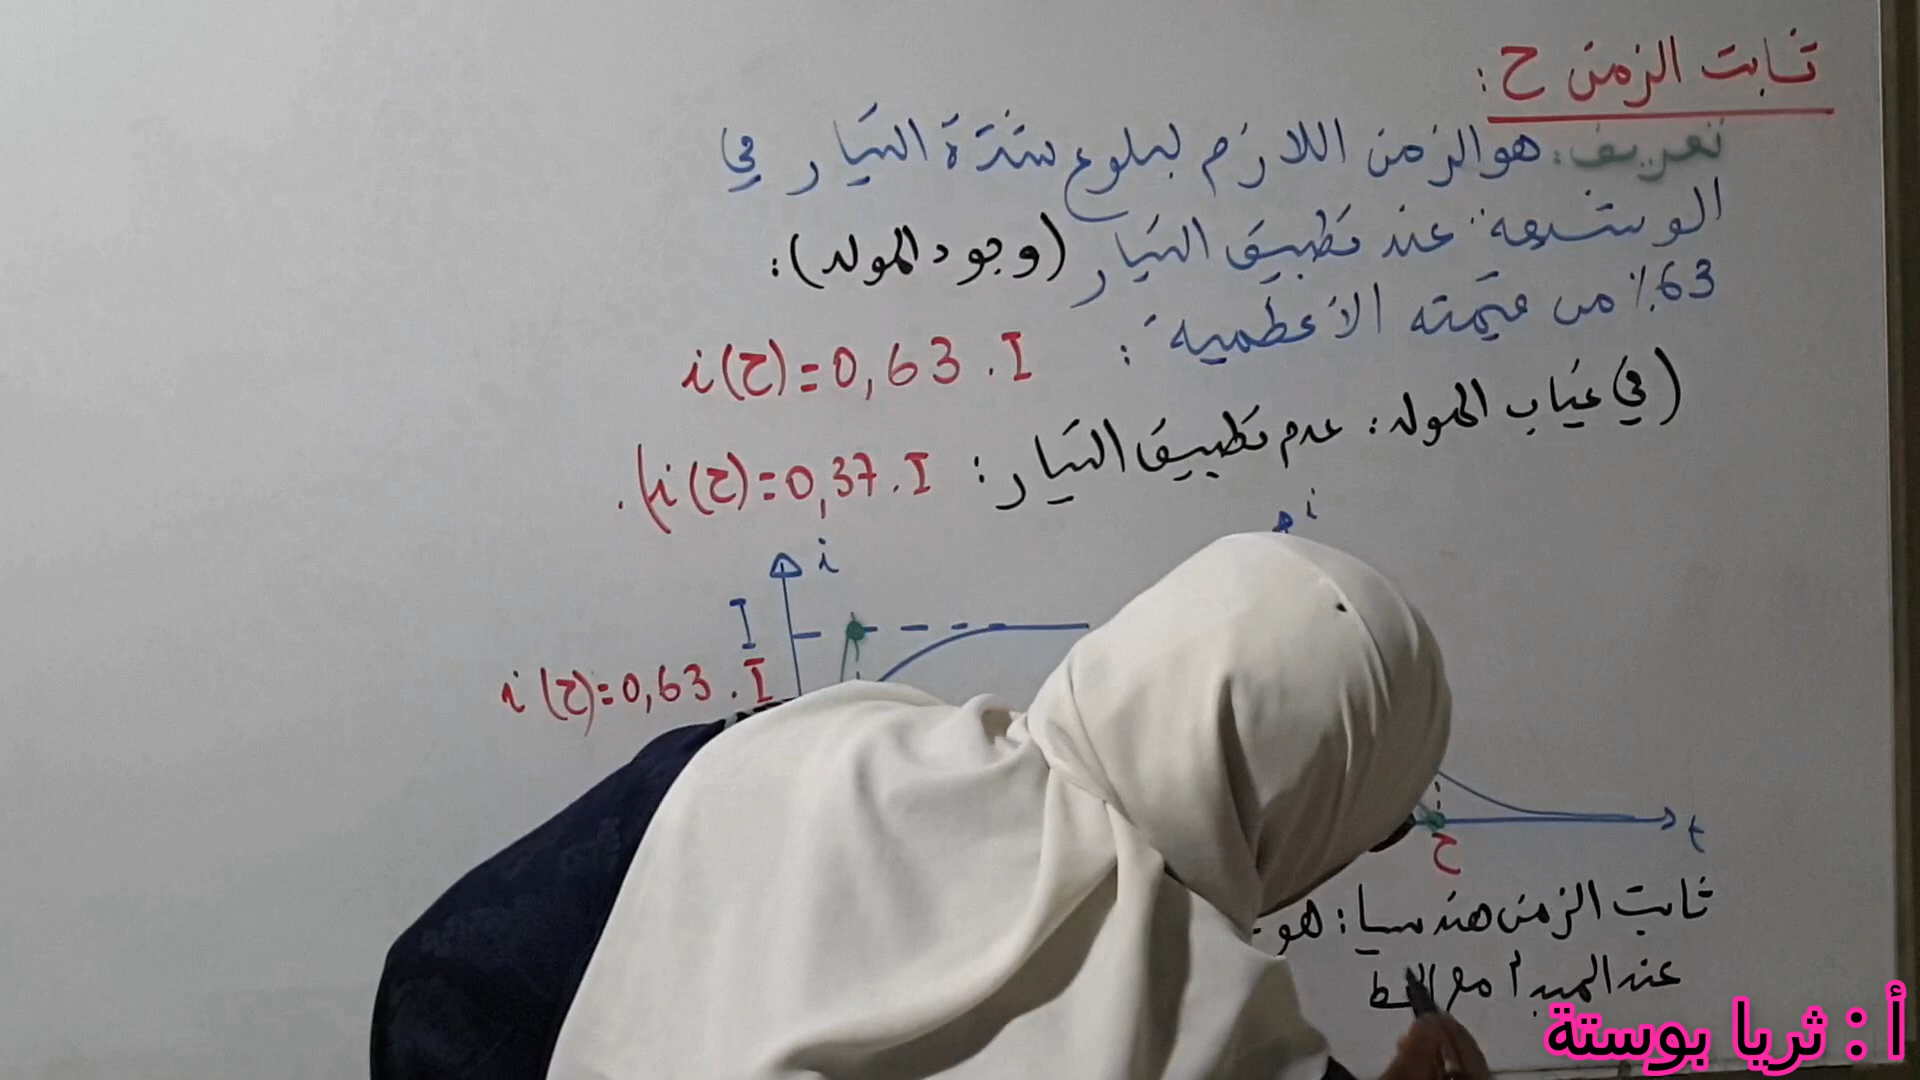 ثابت الزمن τ :
تعريف: هو الزمن اللازم لبلوغ شدّة التيار في
الوشيعة عند تطبيق التيار (وجود المولد):
63% من قيمته الأعظمية: i(τ)=0,63.I
(في غياب المولد: عدم تطبيق التيار: i(τ)=0,37.I).
i
i
I
i(τ)=0,63.I
t
τ
ثابت الزمن هندسيا: هو
عند المبدأ مع الخط
أ : ثريا بوستة